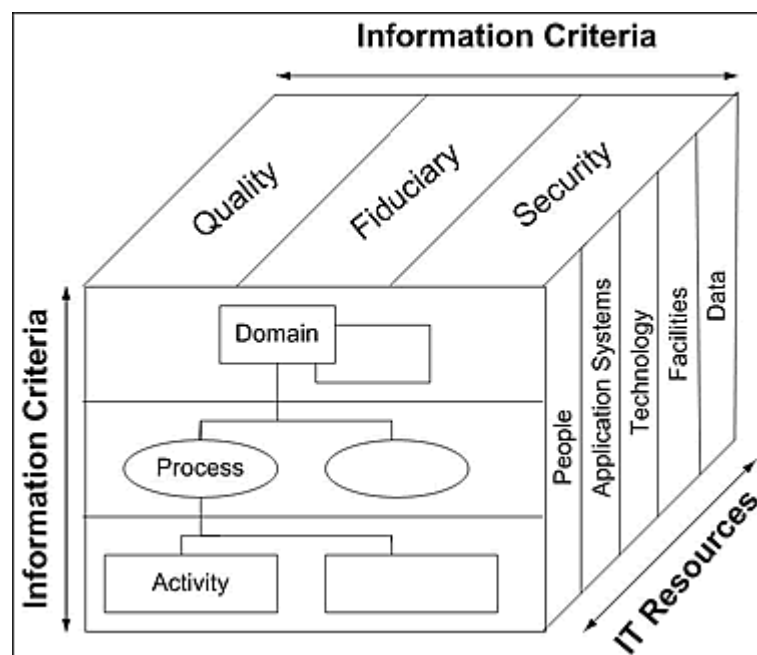 Information Criteria
Quality
Fiduciary
Security
Information Criteria
Domain
Process
Activity
People
Application Systems
Technology
Facilities
Data
IT Resources